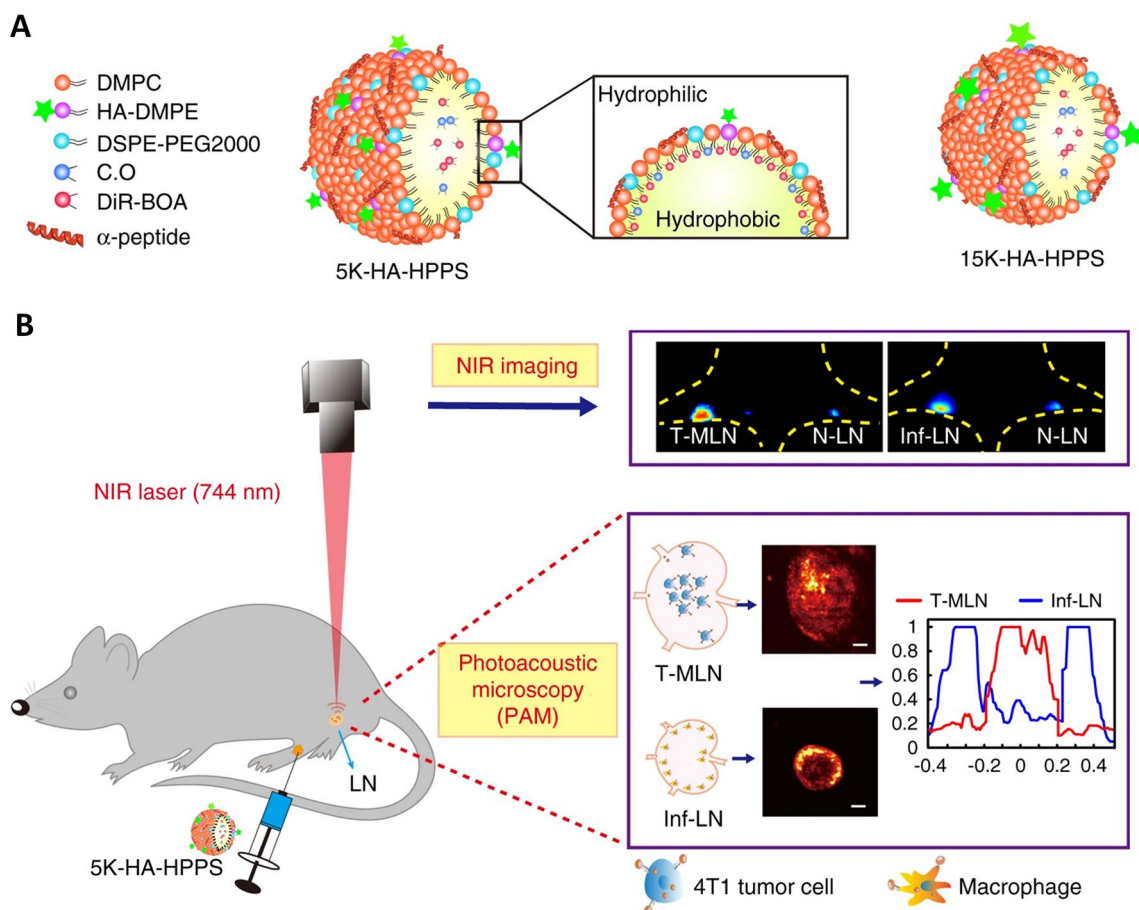 A
DMPC
HA-DMPE
DSPE-PEG2000
C.O
DiR-BOA
α-peptide
5K-HA-HPPS
Hydrophilic
Hydrophobic
15K-HA-HPPS
B
NIR laser (744 nm)
NIR imaging
T-MLN
N-LN
Inf-LN
N-LN
Photoacoustic
microscopy
(PAM)
LN
5K-HA-HPPS
T-MLN
Inf-LN
T-MLN
Inf-LN
1
0.8
0.6
0.4
0.2
0
-0.4
-0.2
0
0.2
0.4
4T1 tumor cell
Macrophage